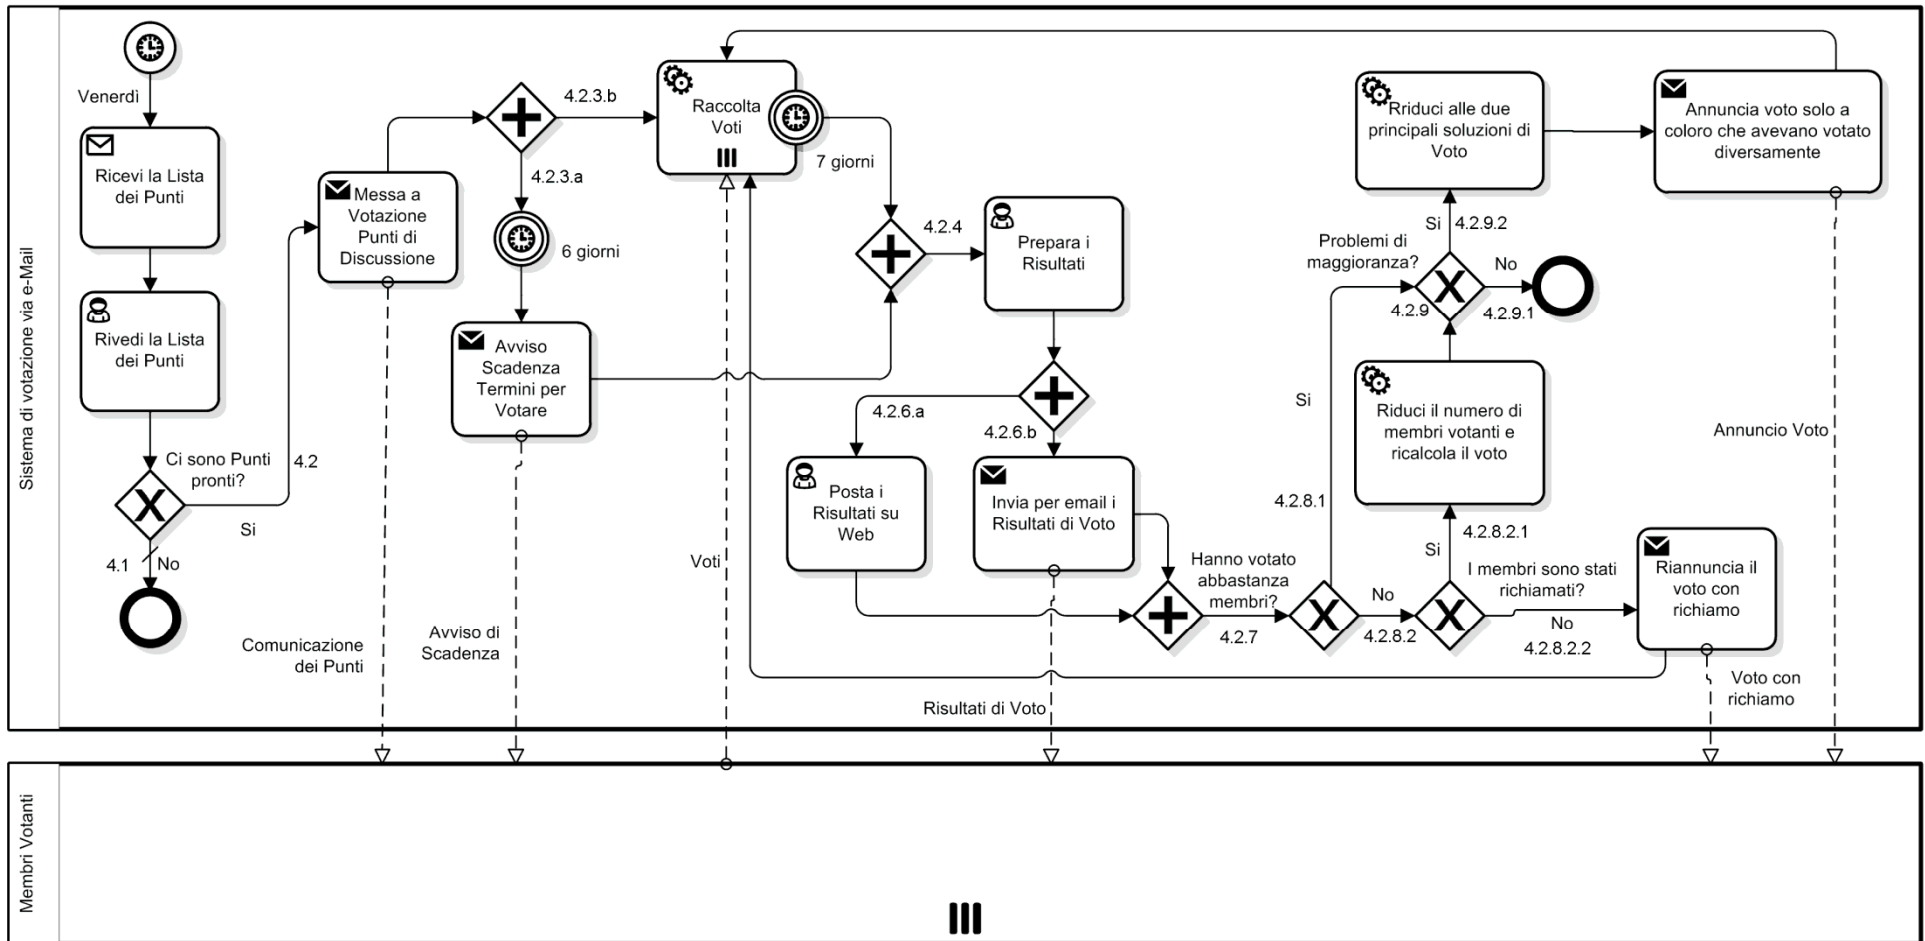 Sistema di votazione via e-Mail
Venerdì
Ricevi la Lista
dei Punti
Rivedi la Lista
dei Punti
Ci sono Punti
pronti?
4.2
Si
4.1
No
Messa a
Votazione
Punti di
Discussione
4.2.3.b
4.2.3.a
6 giorni
Avviso
Scadenza
Termini per
Votare
Raccolta
Voti
7 giorni
4.2.4
Prepara i
Risultati
4.2.6.a
4.2.6.b
Posta i
Risultati su
Web
Invia per email i
Risultati di Voto
Hanno votato
abbastanza
membri?
4.2.7
Si
4.2.8.1
No
4.2.8.2
I membri sono stati
richiamati?
Si
4.2.8.2.1
No
4.2.8.2.2
Riannuncia il
voto con
richiamo
Riduci il numero di
membri votanti e
ricalcola il voto
Problemi di
maggioranza?
4.2.9
No
4.2.9.1
Si
4.2.9.2
Rriduci alle due
principali soluzioni di
Voto
Annuncia voto solo a
coloro che avevano votato
diversamente
Comunicazione
dei Punti
Avviso di
Scadenza
Voti
Risultati di Voto
Voto con
richiamo
Annuncio Voto
Membri Votanti